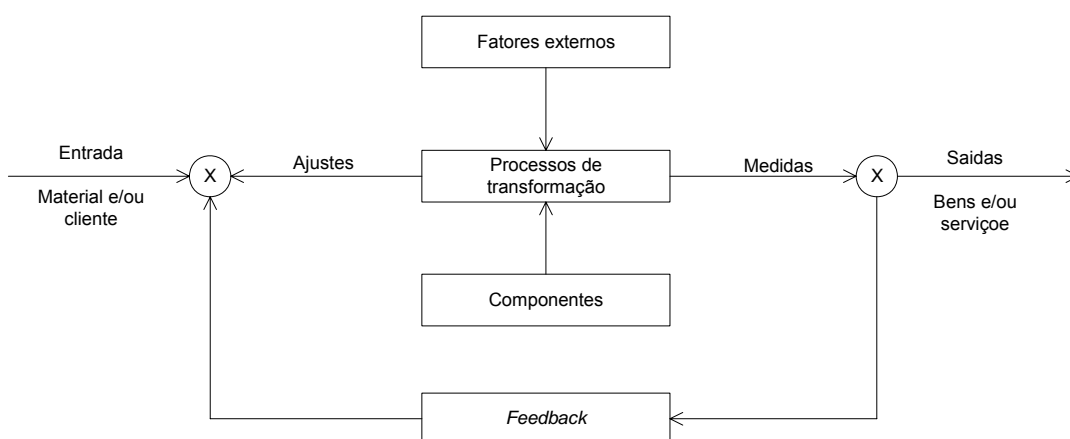 Fatores externos
Entrada
Material e/ou
cliente
X
Ajustes
Processos de
transformação
Medidas
X
Saidas
Bens e/ou
serviçoe
Componentes
Feedback